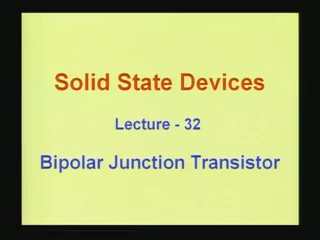 Solid State Devices
Lecture - 32
Bipolar Junction Transistor